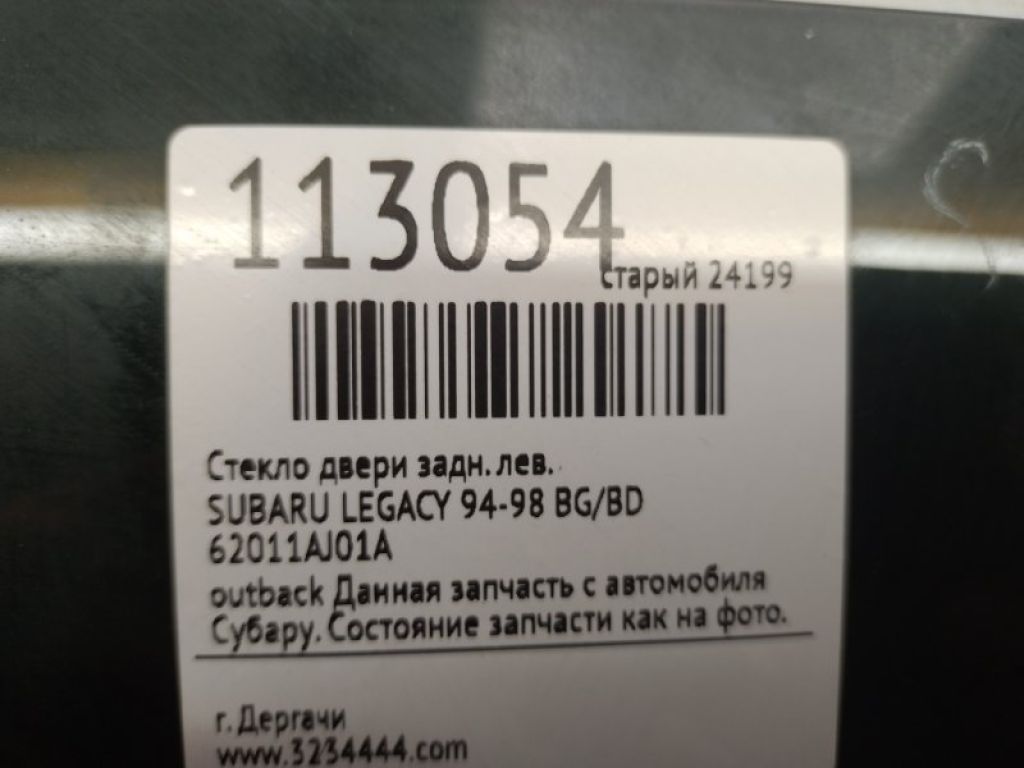 113054
старый 24199
Стекло двери задн.лев.
SUBARU LEGACY 94-98 BG/BD
62011AJ01A
outback Данная запчасть с автомобиля
Субару. Состояние запчасти как на фото.
г. Дергачи
www.3234444.com